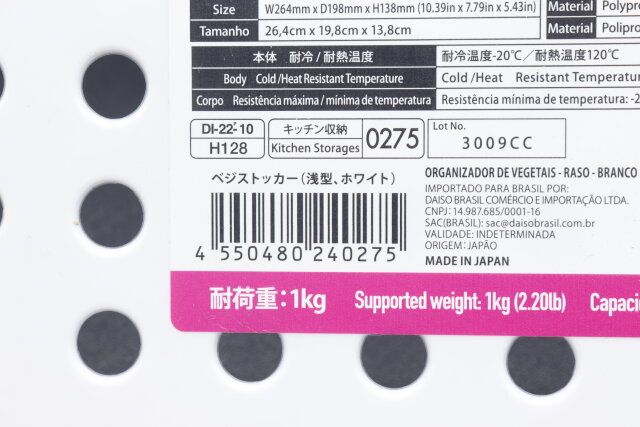 Size W264mm x D198mm x H138mm (10.39in x 7.79in x 5.43in) Material
Tamanho 26,4cm x 19,8cm x 13,8cm Material
本体 耐冷/耐熱温度 耐冷温度-20℃/耐熱温度120℃
Body Cold /Heat Resistant Temperature Cold /Heat Resistant
Corpo Resistência máxima / mínima de temperatura Resistência mínima de temperatura:
DI-22-10
H128
キッチン収納
Kitchen Storages
0275
Lot No.
3009CC
ベジストッカー(浅型、ホワイト)
4 550480 240275
ORGANIZADOR DE VEGETAIS - RASO - BRANCO
IMPORTADO PARA BRASIL POR:
DAISO BRASIL COMÉRCIO E IMPORTAÇÃO LTDA.
CNPJ: 14.987.685/0001-16
SAC(BRASIL): sac@daisobrasil.com.br
VALIDADE: INDETERMINADA
ORIGEM: JAPÃO
MADE IN JAPAN
耐荷重:1kg Supported weight: 1kg (2.20lb)